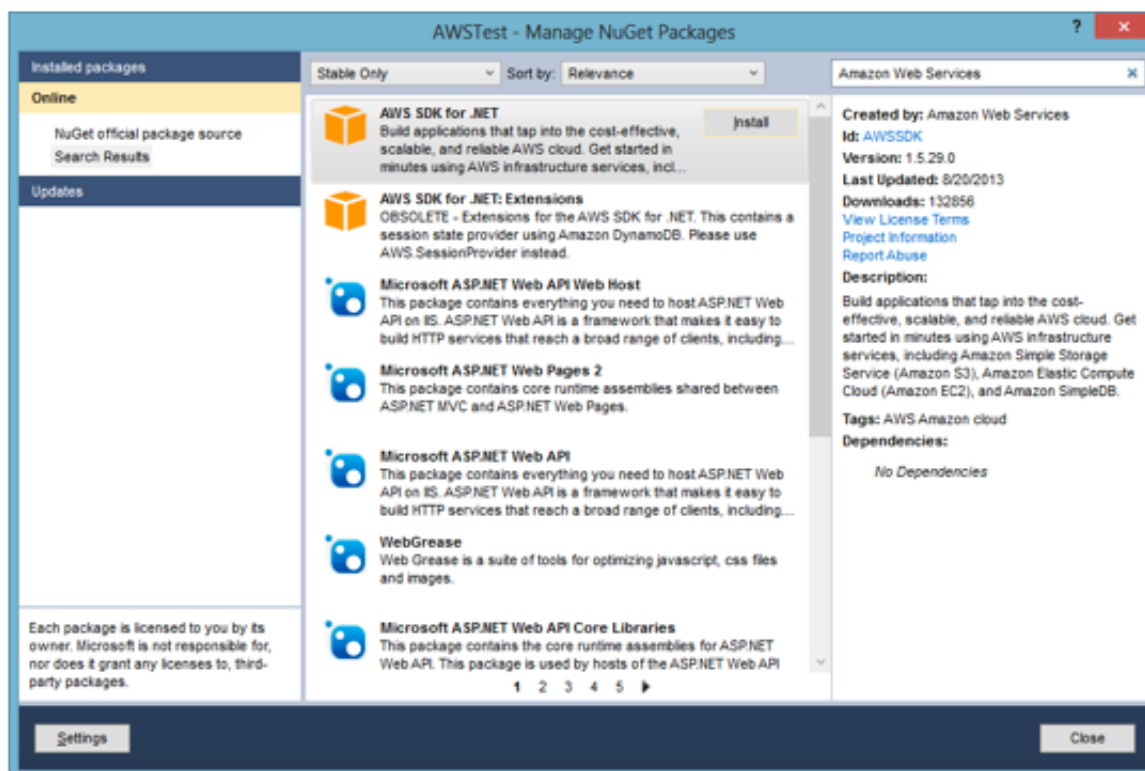 AWSTest - Manage NuGet Packages
?
Installed packages
Online
NuGet official package source
Search Results
Updates
Each package is licensed to you by its
owner. Microsoft is not responsible for,
nor does it grant any licenses to, third-
party packages.
Stable Only
Sort by: Relevance
AWS SDK for .NET
Build applications that tap into the cost-effective,
scalable, and reliable AWS cloud. Get started in
minutes using AWS infrastructure services, incl...
Install
AWS SDK for .NET: Extensions
OBSOLETE - Extensions for the AWS SDK for .NET. This contains a
session state provider using Amazon DynamoDB. Please use
AWS.SessionProvider instead.
Microsoft ASP.NET Web API Web Host
This package contains everything you need to host ASP.NET Web
API on IIS. ASP.NET Web API is a framework that makes it easy to
build HTTP services that reach a broad range of clients, including....
Microsoft ASP.NET Web Pages 2
This package contains core runtime assemblies shared between
ASP.NET MVC and ASP.NET Web Pages.
Microsoft ASP.NET Web API
This package contains everything you need to host ASP.NET Web
API on IIS. ASP.NET Web API is a framework that makes it easy to
build HTTP services that reach a broad range of clients, including....
WebGrease
Web Grease is a suite of tools for optimizing javascript, css files
and images.
Microsoft ASP.NET Web API Core Libraries
This package contains the core runtime assemblies for ASP.NET
Web API. This package is used by hosts of the ASP.NET Web API
1 2 3 4 5
Amazon Web Services
Created by: Amazon Web Services
Id: AWSSDK
Version: 1.5.29.0
Last Updated: 8/20/2013
Downloads: 132856
View License Terms
Project Information
Report Abuse
Description:
Build applications that tap into the cost-
effective, scalable, and reliable AWS cloud. Get
started in minutes using AWS infrastructure
services, including Amazon Simple Storage
Service (Amazon S3), Amazon Elastic Compute
Cloud (Amazon EC2), and Amazon SimpleDB.
Tags: AWS Amazon cloud
Dependencies:
No Dependencies
Settings
Close